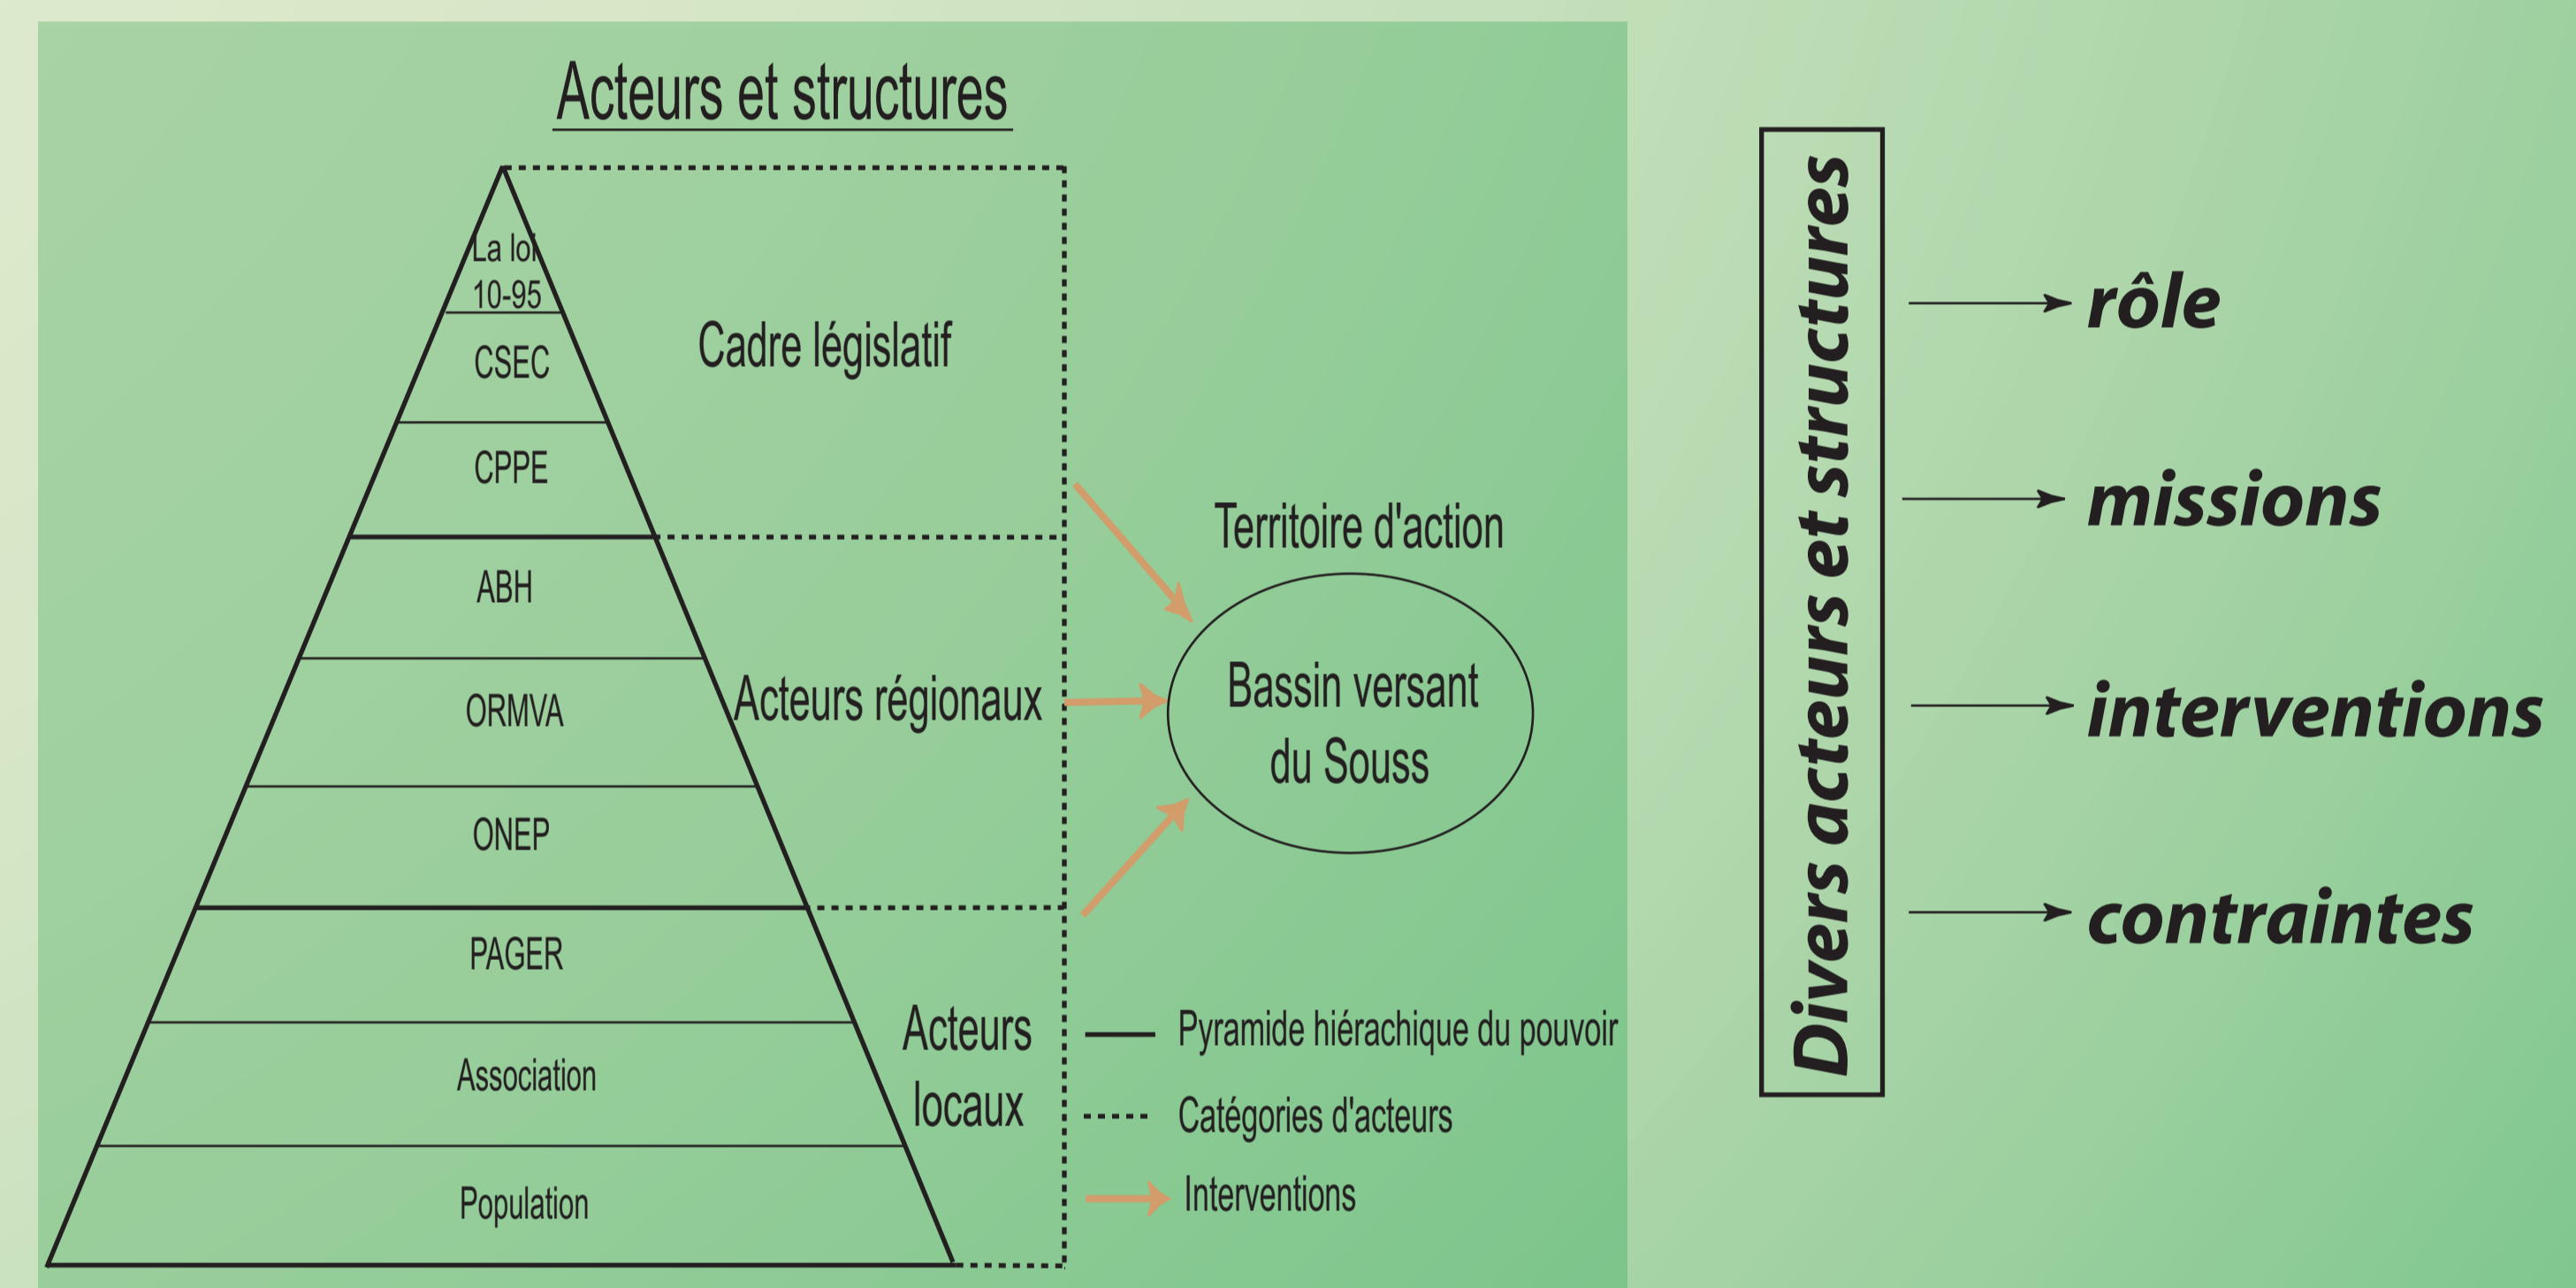 Acteurs et structures
La loi
10-95
CSEC
CPPE
Cadre législatif
ABH
ORMVA
ONEP
Acteurs régionaux
PAGER
Association
Population
Acteurs
locaux
Territoire d'action
Bassin versant
du Souss
Pyramide hiérachique du pouvoir
Catégories d'acteurs
Interventions
Divers acteurs et structures
rôle
missions
interventions
contraintes